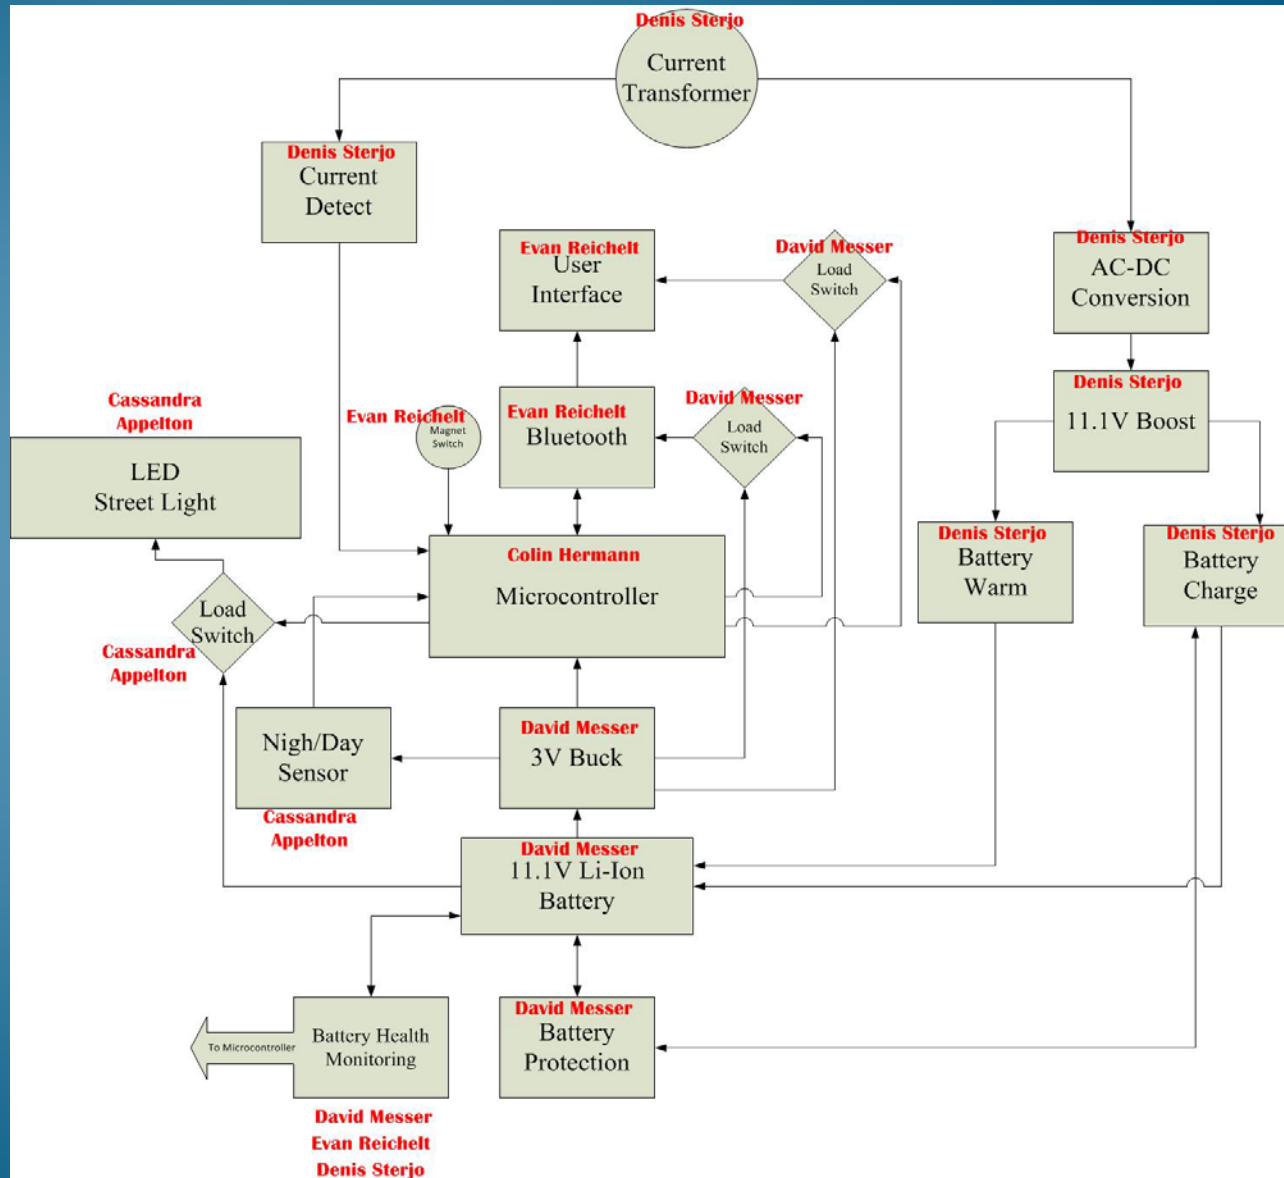 Denis Sterjo
Current
Transformer
Denis Sterjo
Current
Detect
Evan Reichelt
User
Interface
David Messer
Load
Switch
Denis Sterjo
AC-DC
Conversion
Cassandra
Appelton
LED
Street Light
Evan Reichelt
Magnet
Switch
Evan Reichelt
Bluetooth
David Messer
Load
Switch
Denis Sterjo
11.1V Boost
Colin Hermann
Microcontroller
Denis Sterjo
Battery
Warm
Denis Sterjo
Battery
Charge
Load
Switch
Cassandra
Appelton
Nigh/Day
Sensor
Cassandra
Appelton
David Messer
3V Buck
David Messer
11.1V Li-Ion
Battery
To Microcontroller
Battery Health
Monitoring
David Messer
Evan Reichelt
Denis Sterjo
David Messer
Battery
Protection